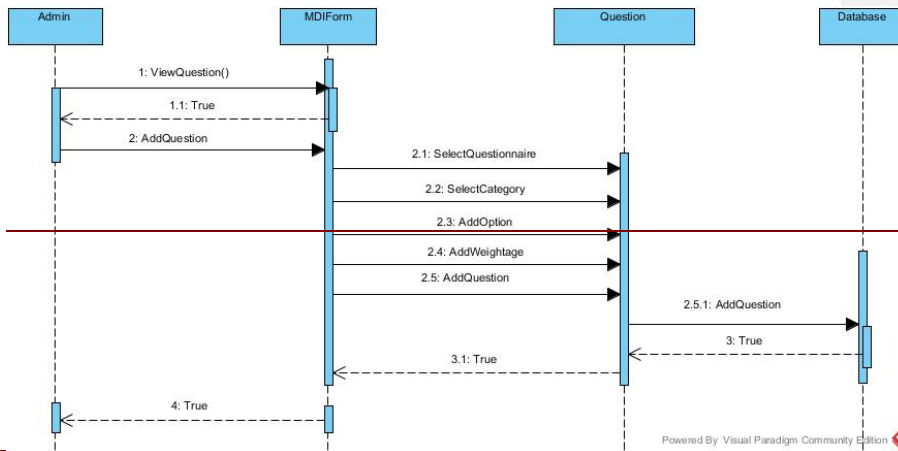 Admin
MDIForm
Question
Database
1: ViewQuestion()
1.1: True
2: AddQuestion
2.1: SelectQuestionnaire
2.2: SelectCategory
2.3: AddOption
2.4: AddWeightage
2.5: AddQuestion
2.5.1: AddQuestion
3: True
3.1: True
4: True
Powered By Visual Paradigm Community Edition